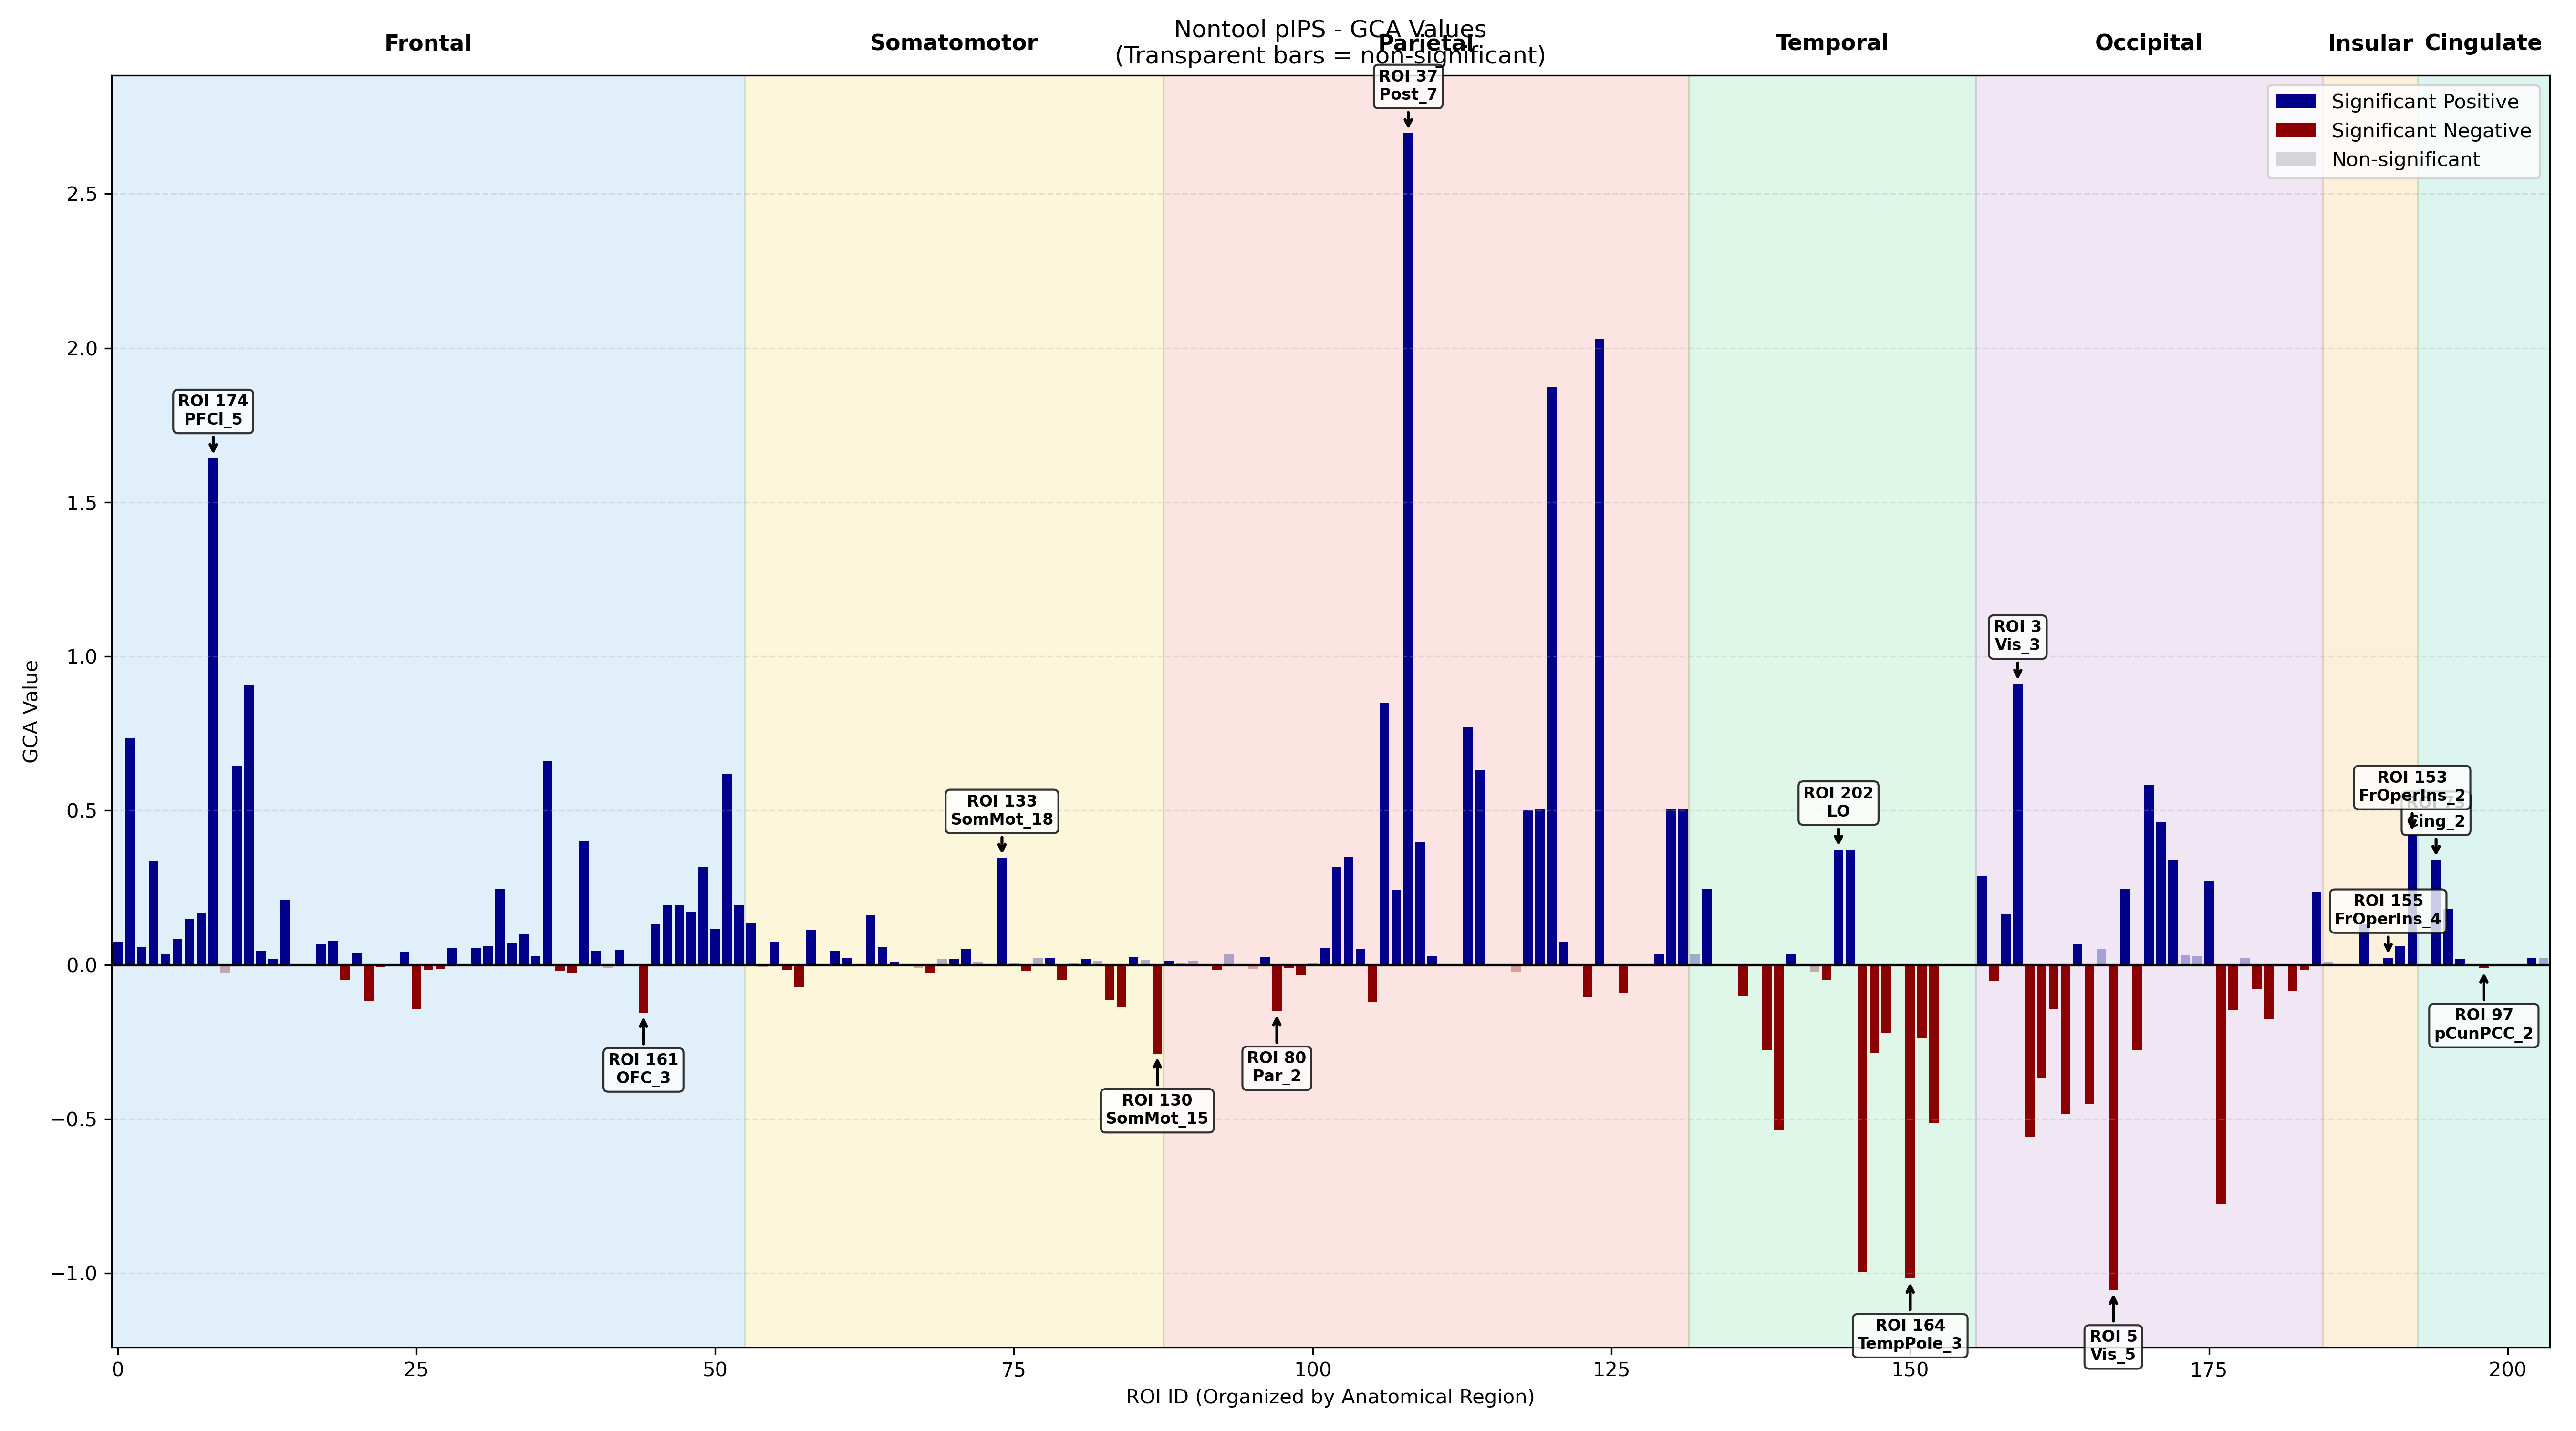 Nontool pIPS - GCA Values
(Transparent bars = non-significant)
Frontal
Somatomotor
Parietal
Temporal
Occipital
Insular
Cingulate
Significant Positive
Significant Negative
Non-significant
GCA Value
2.5
2.0
1.5
1.0
0.5
0.0
−0.5
−1.0
ROI 37
Post_7
ROI 174
PFCl_5
ROI 3
Vis_3
ROI 133
SomMot_18
ROI 202
LO
ROI 153
FrOperIns_2
Cing_2
ROI 155
FrOperIns_4
ROI 161
OFC_3
ROI 130
SomMot_15
ROI 80
Par_2
ROI 97
pCunPCC_2
ROI 164
TempPole_3
ROI 5
Vis_5
0
25
50
75
100
125
150
175
200
ROI ID (Organized by Anatomical Region)